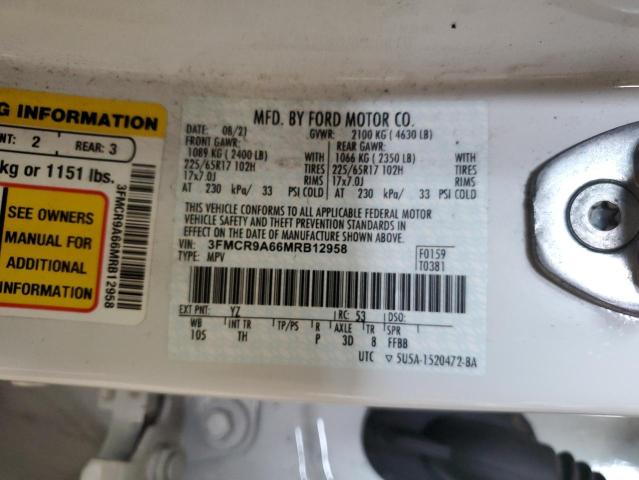 G INFORMATION
NT: 2 REAR: 3
kg or 1151 lbs.
SEE OWNERS
MANUAL FOR
ADDITIONAL
INFORMATION
3FMCR9A66MRB12958
MFD. BY FORD MOTOR CO.
DATE: 08/21 GVWR: 2100 KG ( 4630 LB)
FRONT GAWR: REAR GAWR:
1089 KG ( 2400 LB) 1066 KG ( 2350 LB)
225/65R17 102H TIRES 225/65R17 102H TIRES
17x7.0J RIMS 17x7.0J RIMS
AT 230 kPa/ 33 PSI COLD AT 230 kPa/ 33 PSI COLD
THIS VEHICLE CONFORMS TO ALL APPLICABLE FEDERAL MOTOR
VEHICLE SAFETY AND THEFT PREVENTION STANDARDS IN
EFFECT ON THE DATE OF MANUFACTURE SHOWN ABOVE.
VIN: 3FMCR9A66MRB12958
TYPE: MPV
F0159
T0381
EXT PNT: YZ RC: 53 DSO:
WB INT TR TP/PS R AXLE TR SPR
105 TH P 3D 8 FFBB
UTC ▽ 5U5A-1520472-BA